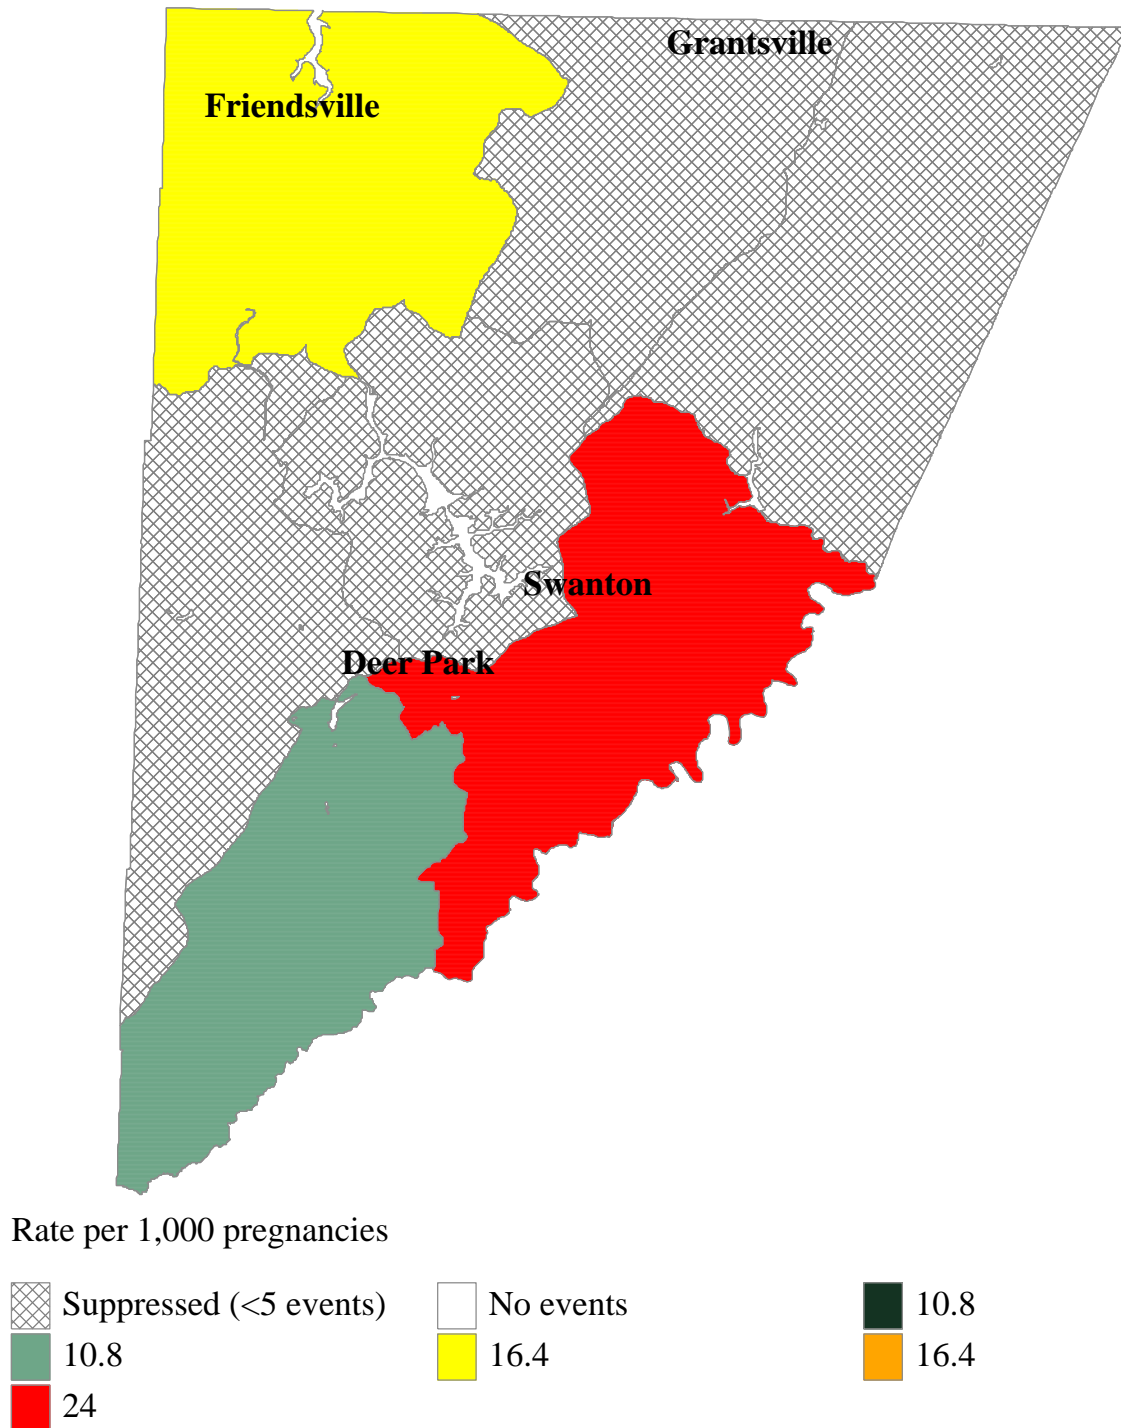 Grantsville
Friendsville
Swanton
Deer Park
Rate per 1,000 pregnancies
Suppressed (<5 events) No events 10.8
10.8 16.4 16.4
24